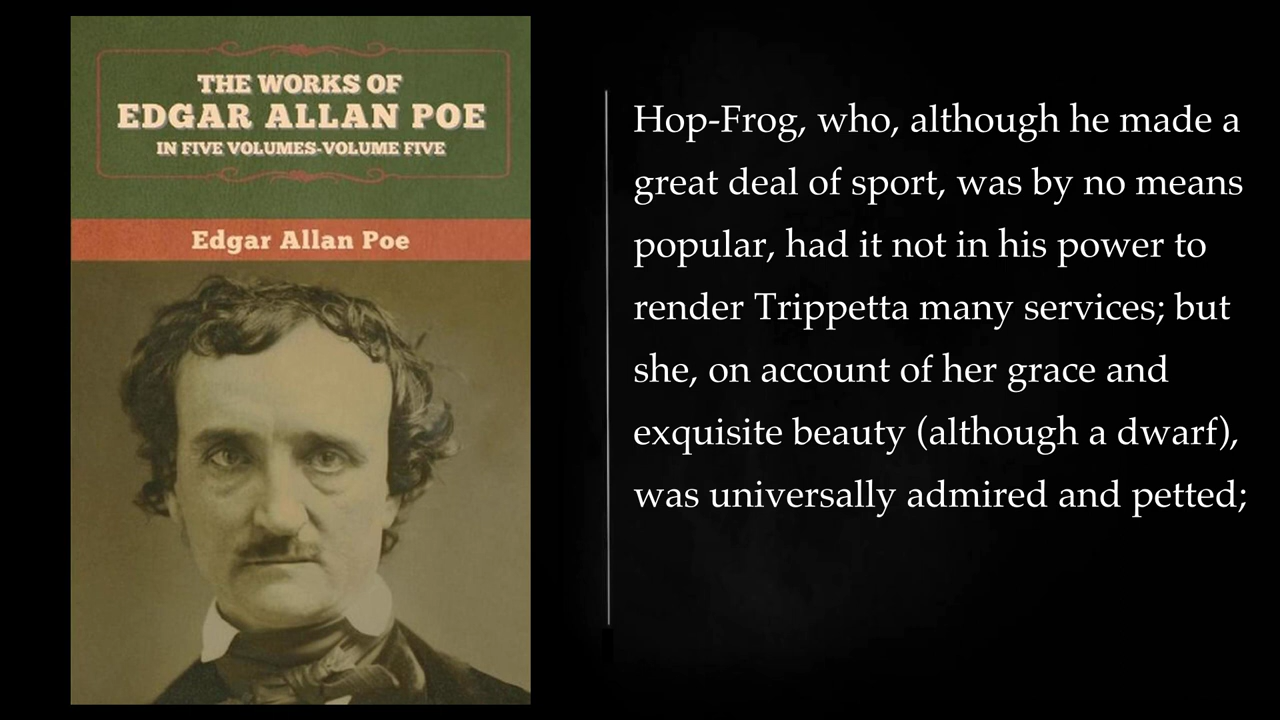 THE WORKS OF
EDGAR ALLAN POE
IN FIVE VOLUMES-VOLUME FIVE
Edgar Allan Poe
Hop-Frog, who, although he made a
great deal of sport, was by no means
popular, had it not in his power to
render Trippetta many services; but
she, on account of her grace and
exquisite beauty (although a dwarf),
was universally admired and petted;